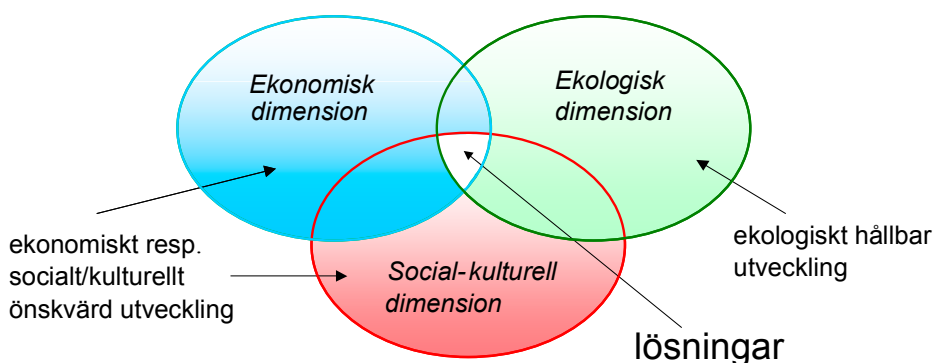 Ekonomisk
dimension
Ekologisk
dimension
ekonomiskt resp.
socialt/kulturellt
önskvärd utveckling
Social-kulturell
dimension
ekologiskt hållbar
utveckling
lösningar